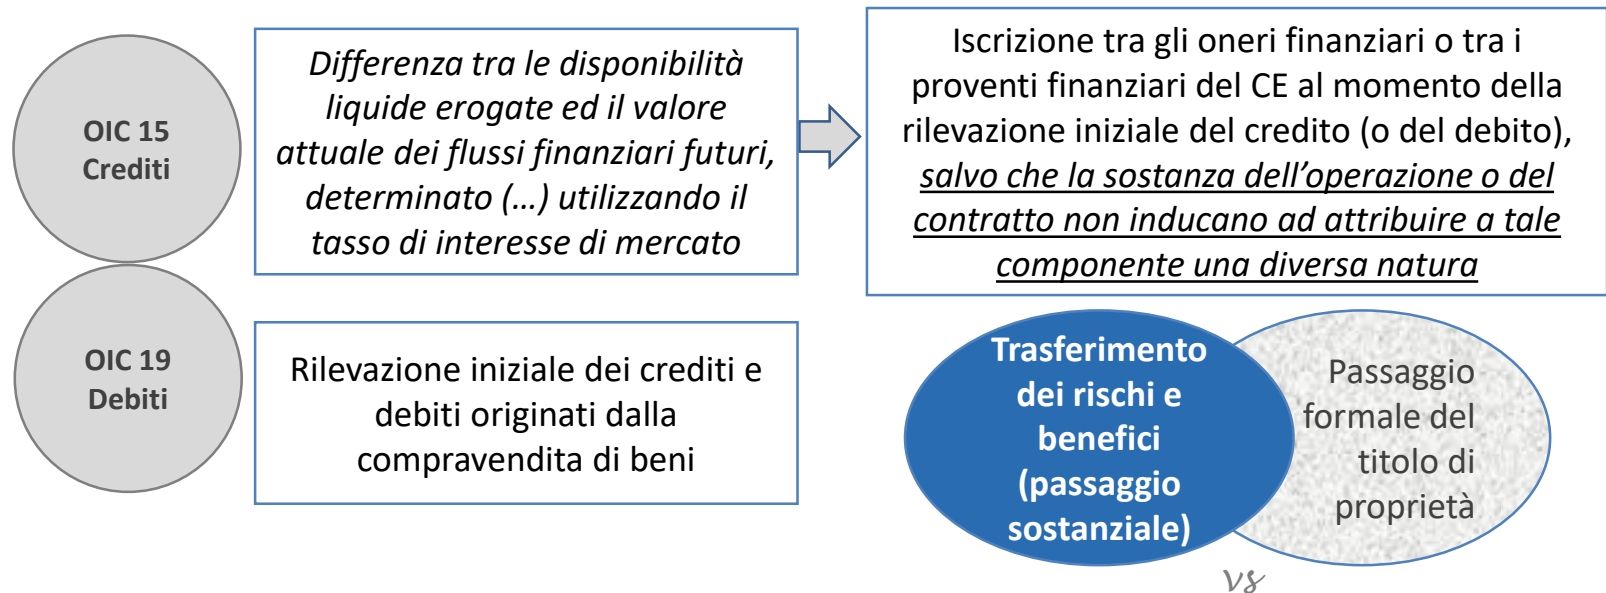 OIC 15
Crediti
Differenza tra le disponibilità
liquide erogate ed il valore
attuale dei flussi finanziari futuri,
determinato (...) utilizzando il
tasso di interesse di mercato
Iscrizione tra gli oneri finanziari o tra i
proventi finanziari del CE al momento della
rilevazione iniziale del credito (o del debito),
salvo che la sostanza dell’operazione o del
contratto non inducano ad attribuire a tale
componente una diversa natura
OIC 19
Debiti
Rilevazione iniziale dei crediti e
debiti originati dalla
compravendita di beni
Trasferimento
dei rischi e
benefici
(passaggio
sostanziale)
Passaggio
formale del
titolo di
proprietà
vs